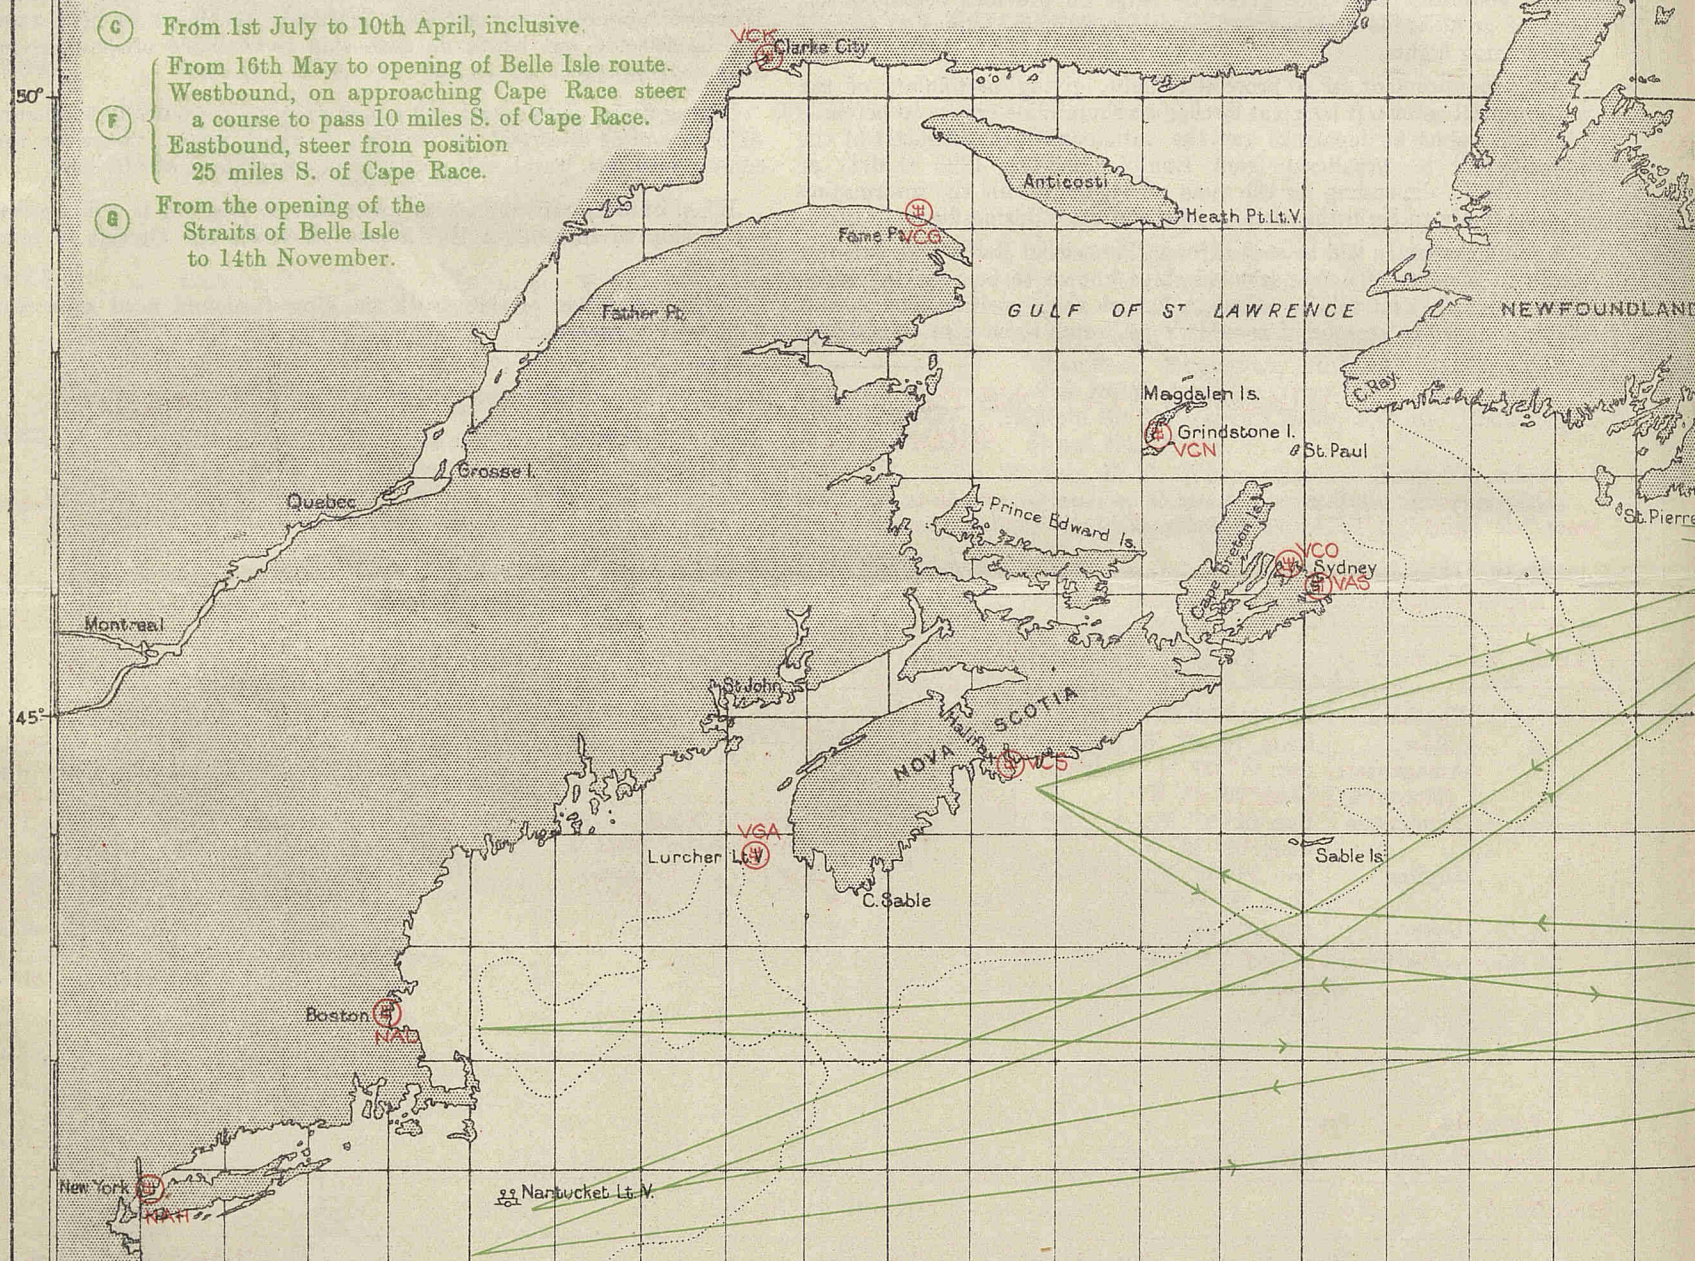 C From 1st July to 10th April, inclusive.
F From 16th May to opening of Belle Isle route.
Westbound, on approaching Cape Race steer
a course to pass 10 miles S. of Cape Race.
Eastbound, steer from position
25 miles S. of Cape Race.
G From the opening of the
Straits of Belle Isle
to 14th November.
VCK
Clarke City
50°
Anticosti
Heath Pt. Lt. V.
Fame Pt.
VCG
Father Pt.
GULF OF ST LAWRENCE
NEWFOUNDLAND
C. Ray
Magdalen Is.
Grindstone I.
VCN
St. Paul
Grosse I.
Quebec
Prince Edward Is.
Cape Breton Is.
St. Pierre
VCO
Sydney
VAS
Montreal
St John
45°
NOVA SCOTIA
Halifax
VCS
VGA
Lurcher Lt. V.
Sable Is.
C. Sable
Boston
NAD
New York
NAH
Nantucket Lt. V.